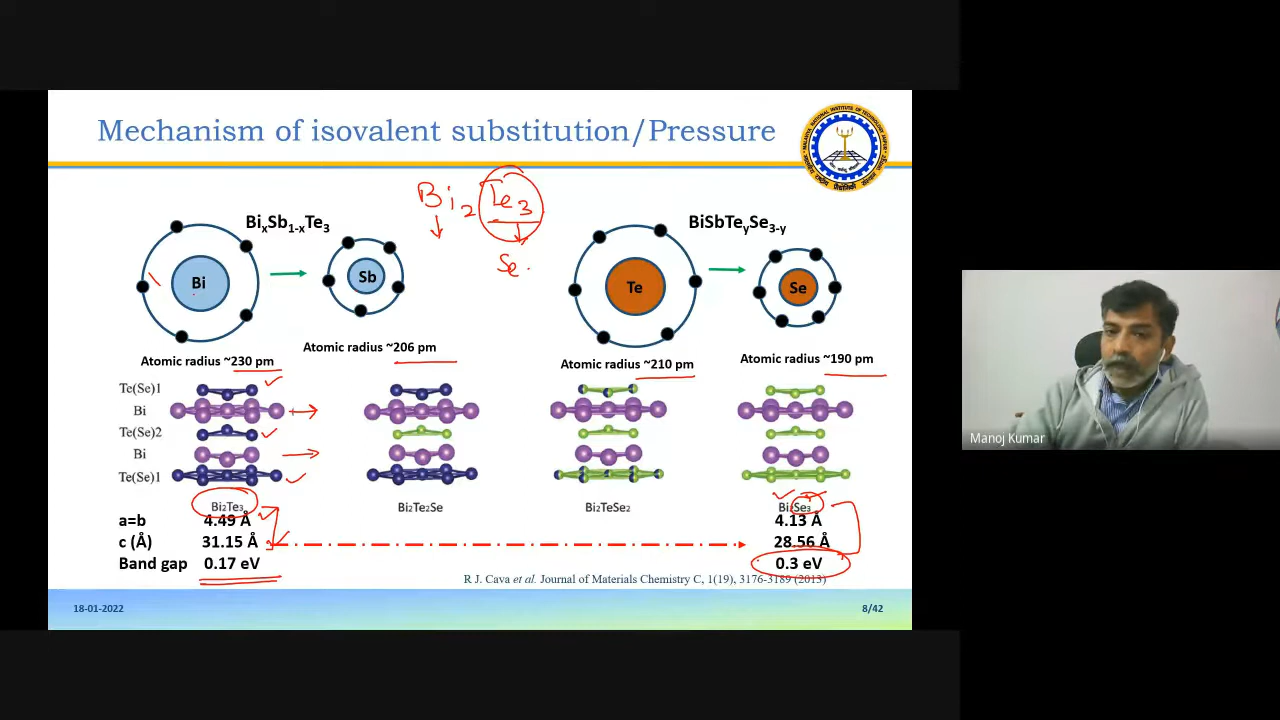 Mechanism of isovalent substitution/Pressure
Bi2 Te3
Se
BixSb1-xTe3
BiSbTeySe3-y
Bi
Sb
Te
Se
Atomic radius ~230 pm
Atomic radius ~206 pm
Atomic radius ~210 pm
Atomic radius ~190 pm
Te(Se)1
Bi
Te(Se)2
Bi
Te(Se)1
Bi2Te3
Bi2Te2Se
Bi2TeSe2
Bi2Se3
a=b 4.49 Å 4.13 Å
c (Å) 31.15 Å 28.56 Å
Band gap 0.17 eV 0.3 eV
R J. Cava et al. Journal of Materials Chemistry C, 1(19), 3176-3189 (2013)
18-01-2022
8/42
Manoj Kumar